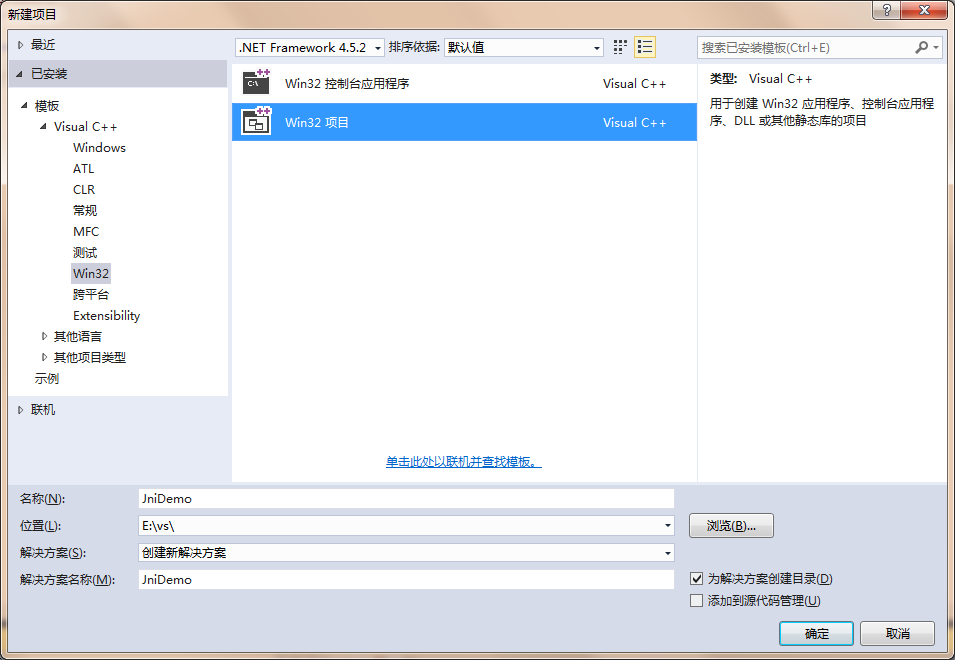 新建项目
最近
已安装
模板
Visual C++
Windows
ATL
CLR
常规
MFC
测试
Win32
跨平台
Extensibility
其他语言
其他项目类型
示例
联机
.NET Framework 4.5.2 排序依据: 默认值
Win32 控制台应用程序 Visual C++
Win32 项目 Visual C++
单击此处以联机并查找模板。
搜索已安装模板(Ctrl+E)
类型: Visual C++
用于创建 Win32 应用程序、控制台应用程
序、DLL 或其他静态库的项目
名称(N): JniDemo
位置(L): E:\vs\ 浏览(B)...
解决方案(S): 创建新解决方案
解决方案名称(M): JniDemo
为解决方案创建目录(D)
添加到源代码管理(U)
确定 取消